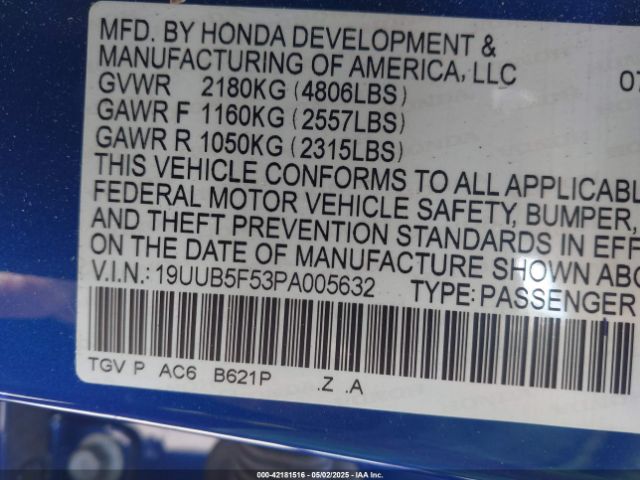 MFD. BY HONDA DEVELOPMENT &
MANUFACTURING OF AMERICA, LLC 07
GVWR 2180KG (4806LBS)
GAWR F 1160KG (2557LBS)
GAWR R 1050KG (2315LBS)
THIS VEHICLE CONFORMS TO ALL APPLICABL
FEDERAL MOTOR VEHICLE SAFETY, BUMPER,
AND THEFT PREVENTION STANDARDS IN EFF
ON THE DATE OF MANUFACTURE SHOWN ABO
V.I.N.: 19UUB5F53PA005632 TYPE: PASSENGER
TGV P AC6 B621P .Z .A
000-42181516 - 05/02/2025 - IAA Inc.